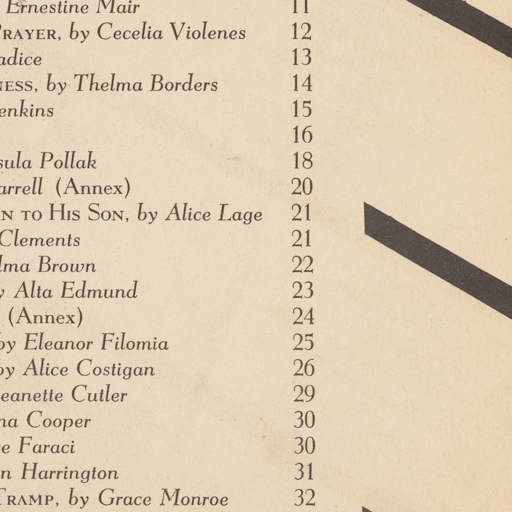 Ernestine Mair 11
PRAYER, by Cecelia Violenes 12
adice 13
NESS, by Thelma Borders 14
enkins 15
16
sula Pollak 18
arrell (Annex) 20
N TO HIS SON, by Alice Lage 21
Clements 21
lma Brown 22
y Alta Edmund 23
(Annex) 24
by Eleanor Filomia 25
by Alice Costigan 26
eanette Cutler 29
na Cooper 30
e Faraci 30
n Harrington 31
TRAMP, by Grace Monroe 32